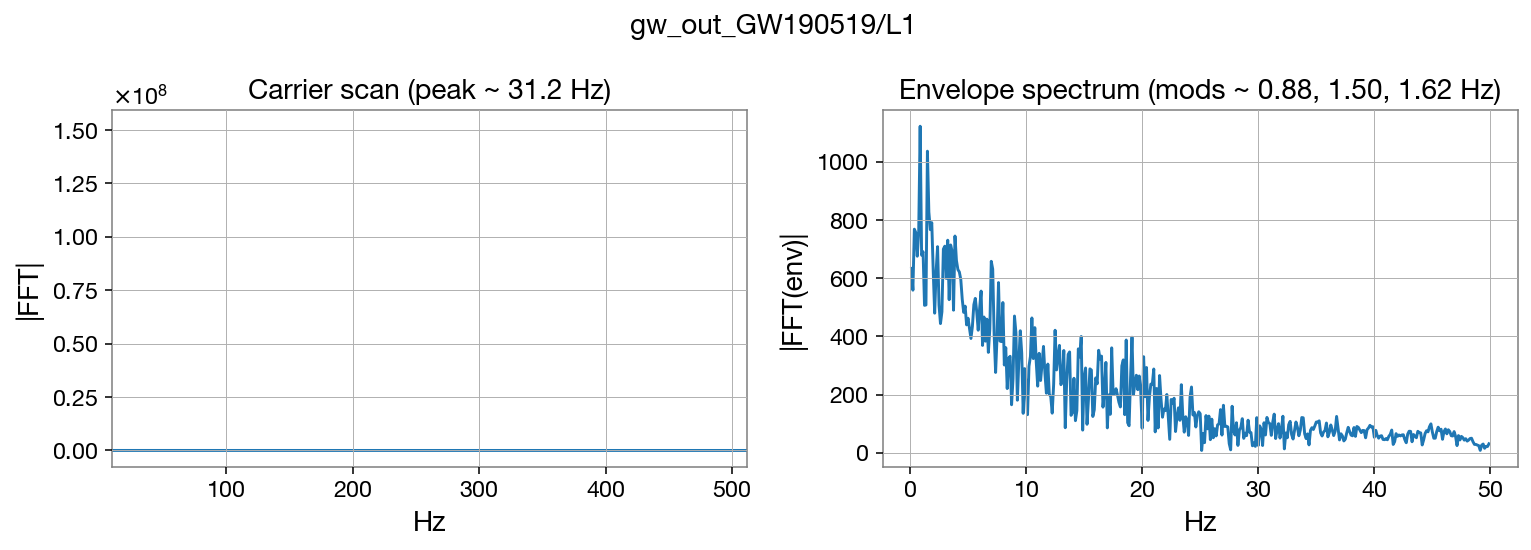 gw_out_GW190519/L1
Carrier scan (peak ~ 31.2 Hz)
×10⁸
1.50
1.25
1.00
0.75
0.50
0.25
0.00
|FFT|
100 200 300 400 500
Hz
Envelope spectrum (mods ~ 0.88, 1.50, 1.62 Hz)
1000
800
600
400
200
0
|FFT(env)|
0 10 20 30 40 50
Hz